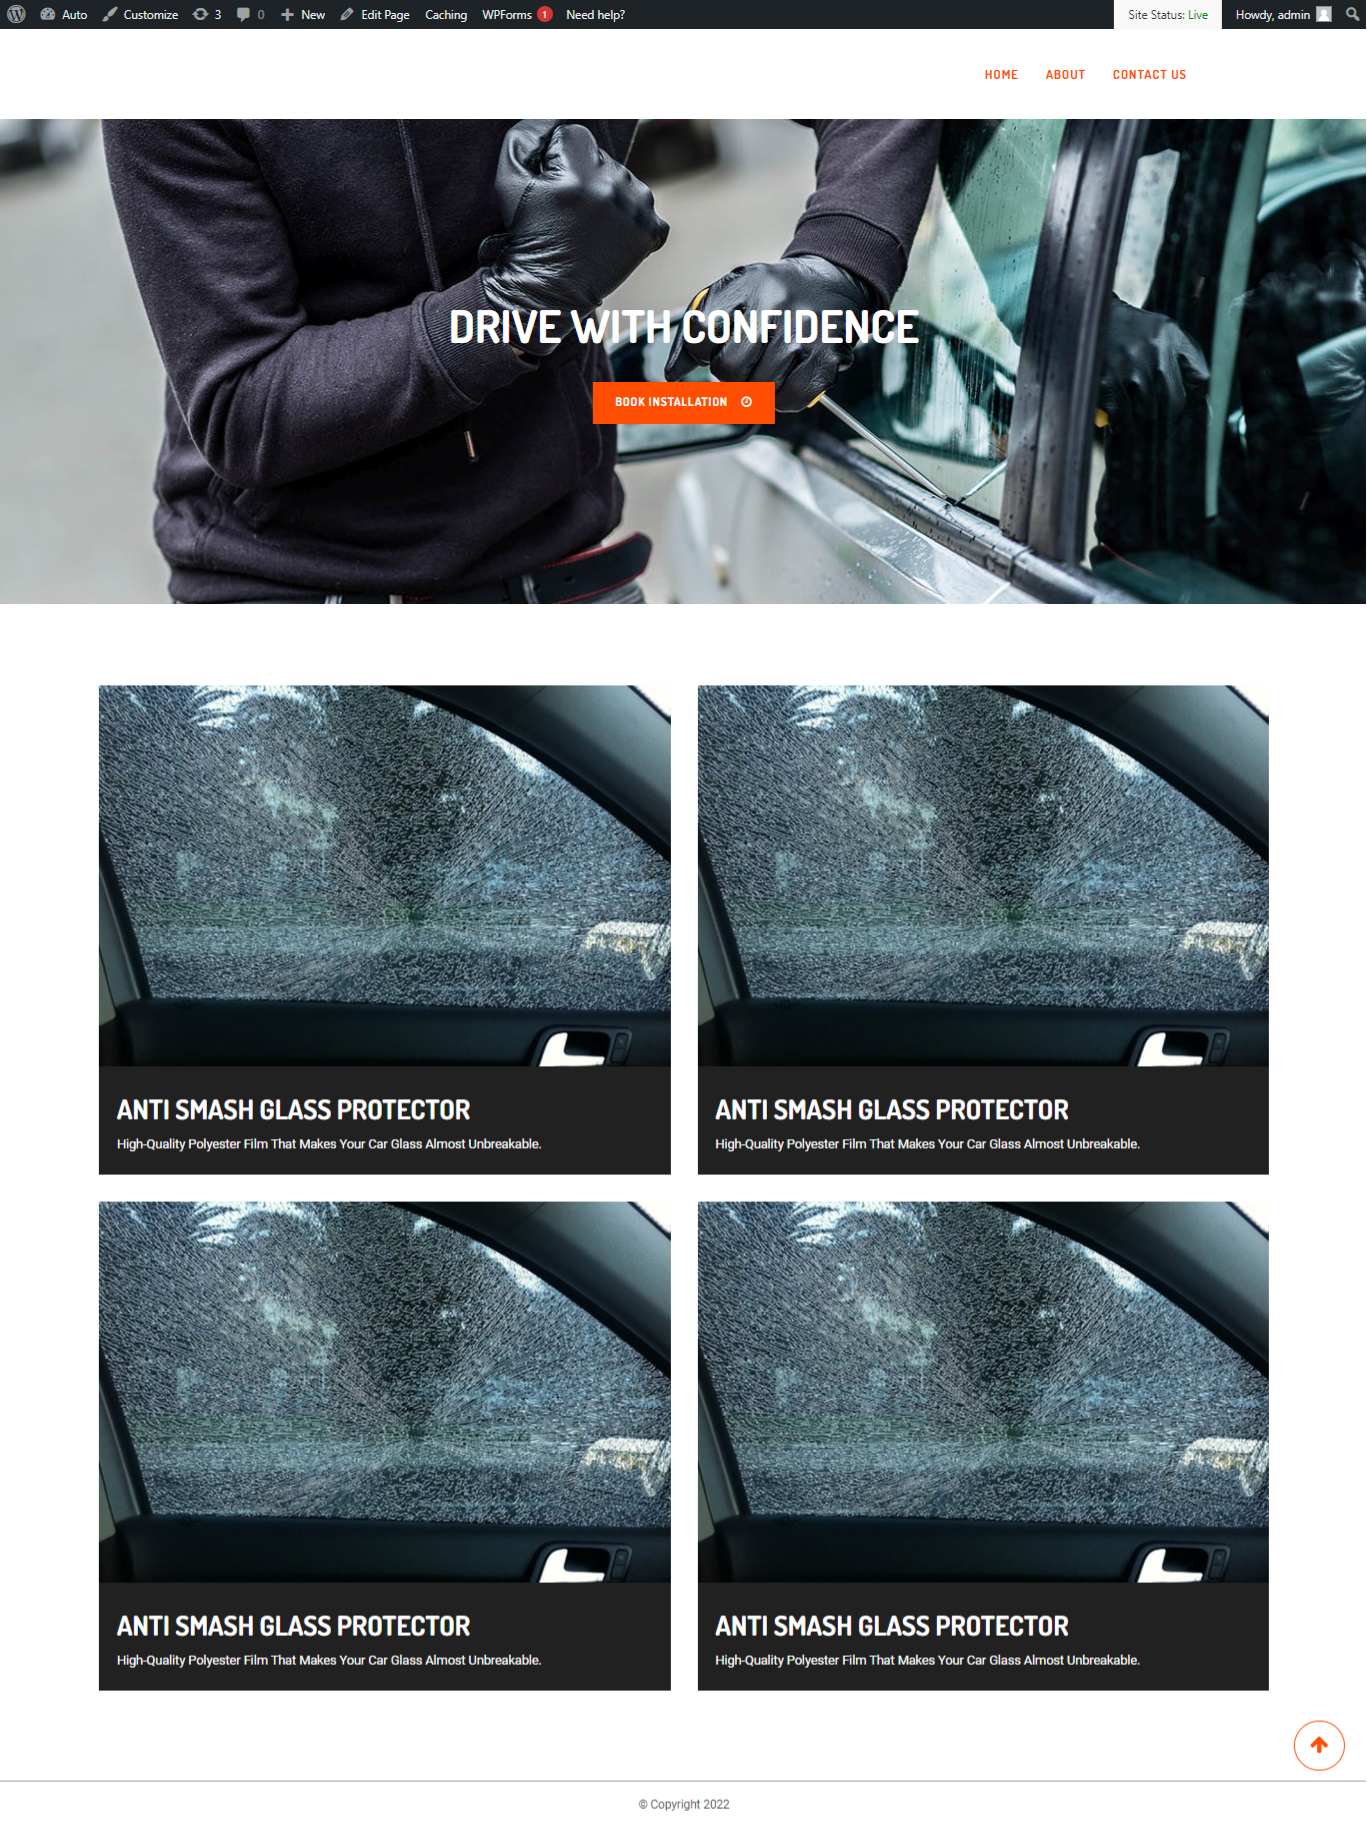 Auto Customize 3 0 New Edit Page Caching WPForms 1 Need help? Site Status: Live Howdy, admin
HOME ABOUT CONTACT US
DRIVE WITH CONFIDENCE
BOOK INSTALLATION
ANTI SMASH GLASS PROTECTOR
High-Quality Polyester Film That Makes Your Car Glass Almost Unbreakable.
ANTI SMASH GLASS PROTECTOR
High-Quality Polyester Film That Makes Your Car Glass Almost Unbreakable.
ANTI SMASH GLASS PROTECTOR
High-Quality Polyester Film That Makes Your Car Glass Almost Unbreakable.
ANTI SMASH GLASS PROTECTOR
High-Quality Polyester Film That Makes Your Car Glass Almost Unbreakable.
© Copyright 2022